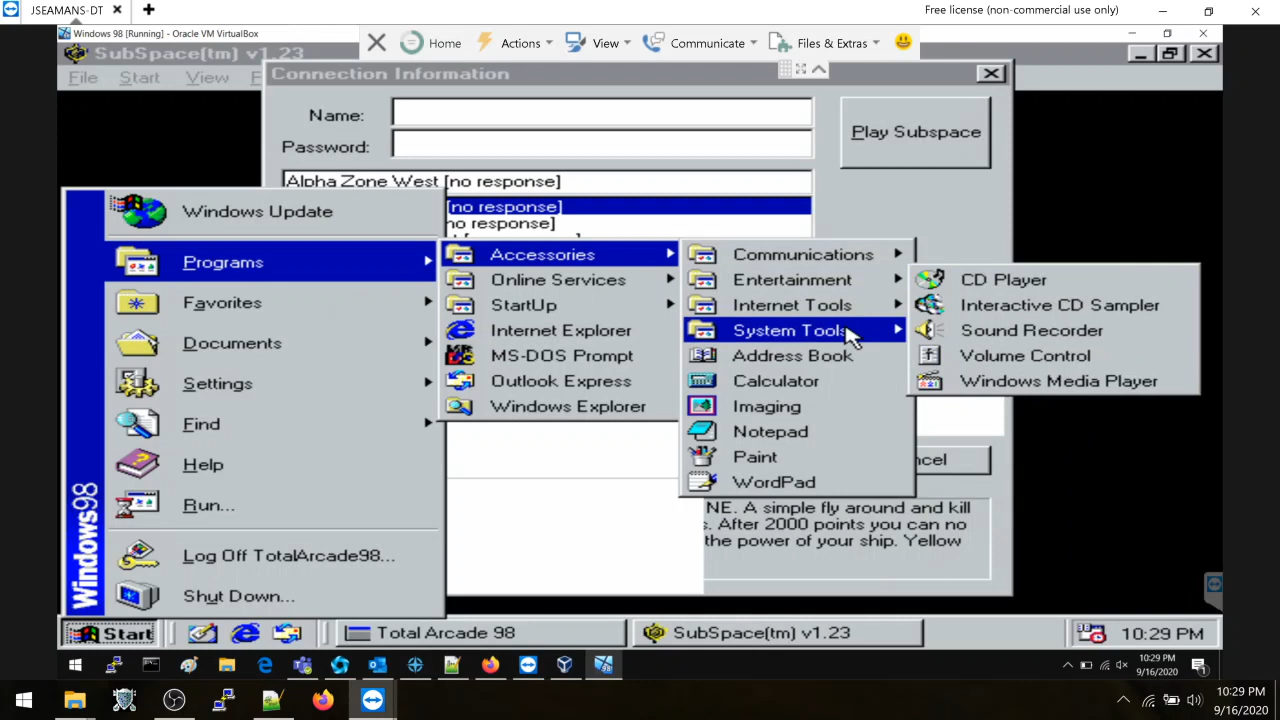 JSEAMANS-DT
Free license (non-commercial use only)
Windows 98 [Running] - Oracle VM VirtualBox
Home
Actions
View
Communicate
Files & Extras
SubSpace(tm) v1.23
File
Start
View
Connection Information
Name:
Password:
Play Subspace
Alpha Zone West [no response]
[no response]
no response]
Windows Update
Programs
Favorites
Documents
Settings
Find
Help
Run...
Log Off TotalArcade98...
Shut Down...
Windows98
Accessories
Online Services
StartUp
Internet Explorer
MS-DOS Prompt
Outlook Express
Windows Explorer
Communications
Entertainment
Internet Tools
System Tools
Address Book
Calculator
Imaging
Notepad
Paint
WordPad
CD Player
Interactive CD Sampler
Sound Recorder
Volume Control
Windows Media Player
ncel
NE. A simple fly around and kill
s. After 2000 points you can no
the power of your ship. Yellow
Start
Total Arcade 98
SubSpace(tm) v1.23
10:29 PM
10:29 PM
9/16/2020
10:29 PM
9/16/2020